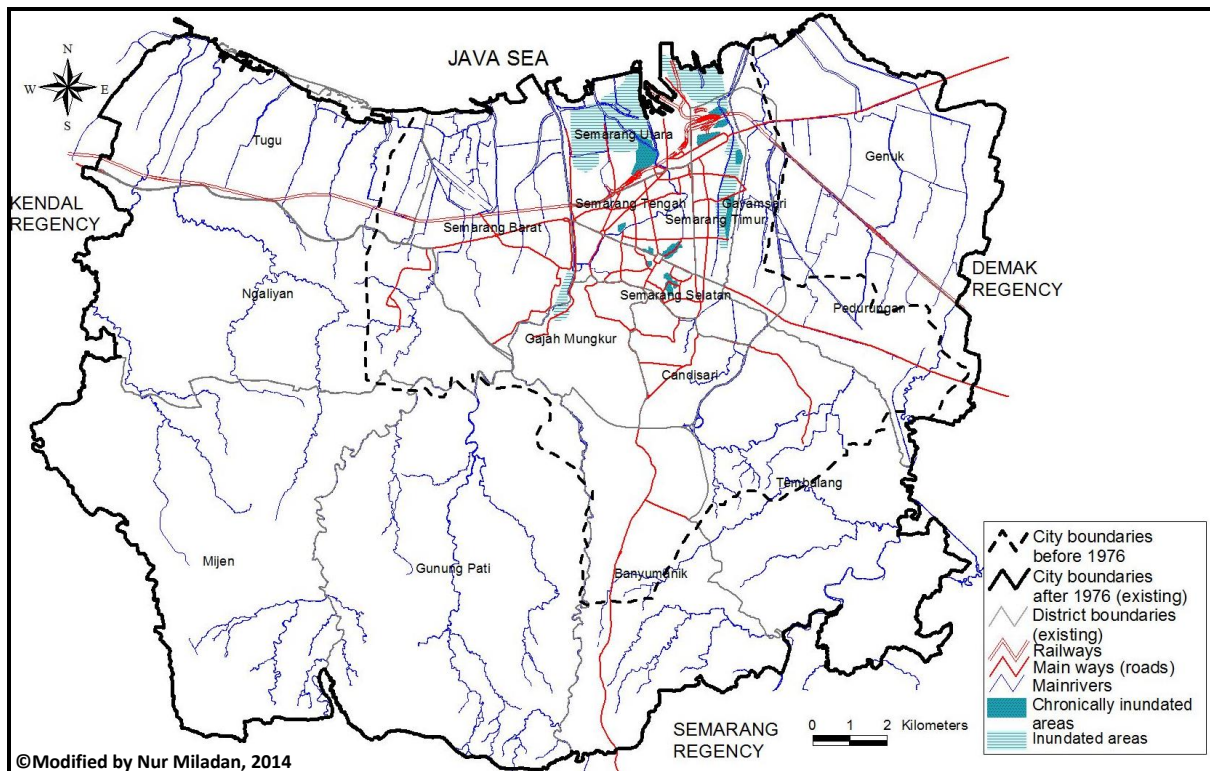 JAVA SEA
N
W E
S
Tugu
Semarang Utara
Genuk
KENDAL
REGENCY
Semarang Tengah
Gayamsari
Semarang Timur
Semarang Barat
DEMAK
REGENCY
Ngaliyan
Semarang Selatan
Pedurungan
Gajah Mungkur
Candisari
Tembalang
Mijen
Gunung Pati
Banyumanik
City boundaries
before 1976
City boundaries
after 1976 (existing)
District boundaries
(existing)
Railways
Main ways (roads)
Mainrivers
Chronically inundated
areas
Inundated areas
SEMARANG
REGENCY
0 1 2 Kilometers
©Modified by Nur Miladan, 2014